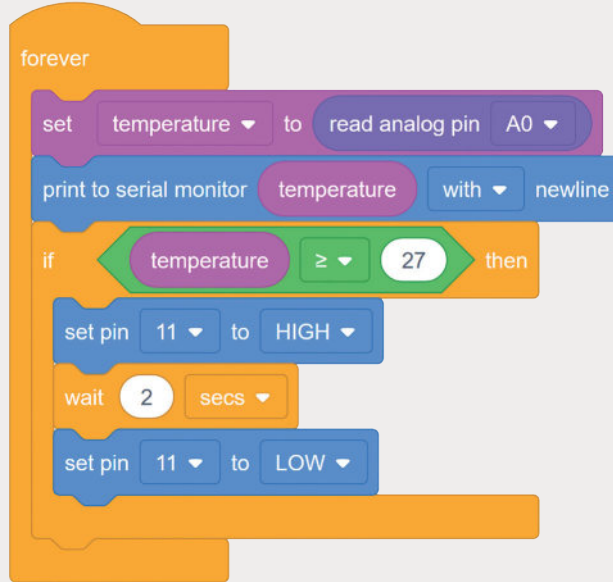 forever
set temperature to read analog pin A0
print to serial monitor temperature with newline
if temperature ≥ 27 then
set pin 11 to HIGH
wait 2 secs
set pin 11 to LOW